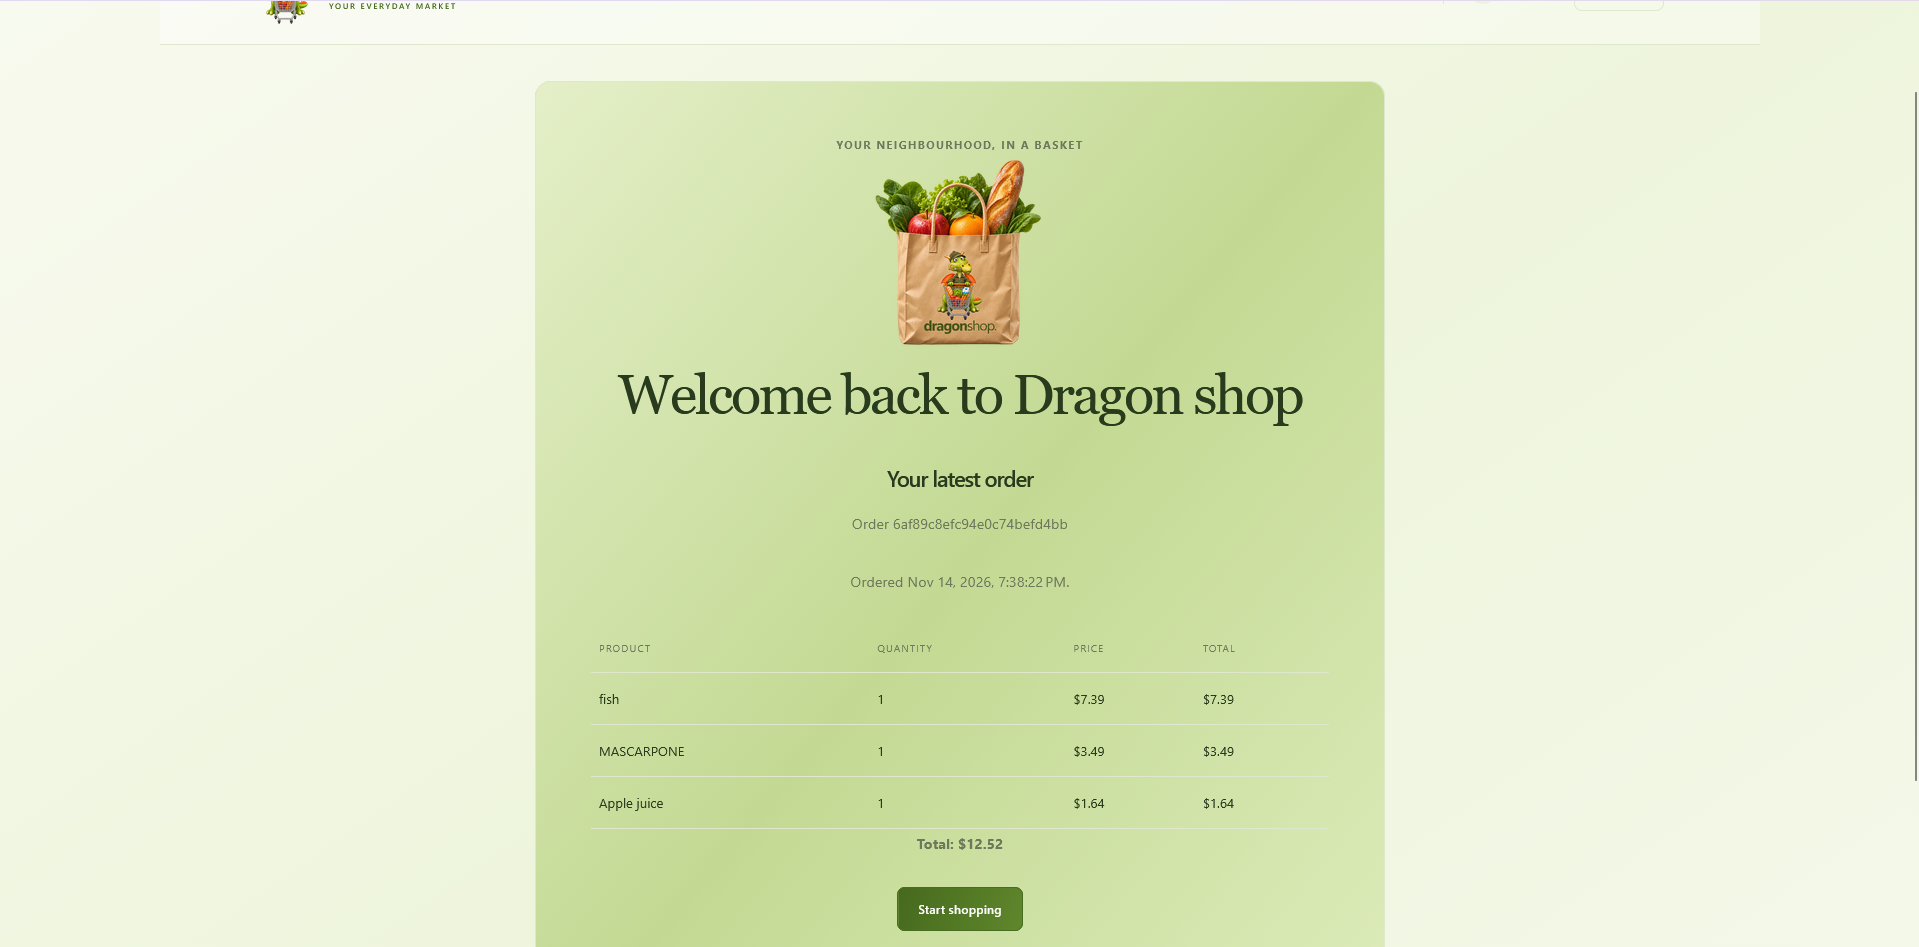 YOUR EVERYDAY MARKET
YOUR NEIGHBOURHOOD, IN A BASKET
dragonshop.
Welcome back to Dragon shop
Your latest order
Order 6af89c8efc94e0c74befd4bb
Ordered Nov 14, 2026, 7:38:22 PM.
PRODUCT QUANTITY PRICE TOTAL
fish 1 $7.39 $7.39
MASCARPONE 1 $3.49 $3.49
Apple juice 1 $1.64 $1.64
Total: $12.52
Start shopping